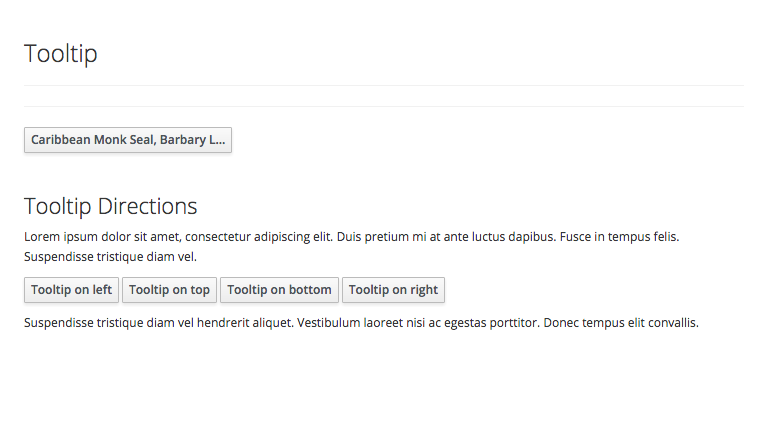 Tooltip
Caribbean Monk Seal, Barbary L...
Tooltip Directions
Lorem ipsum dolor sit amet, consectetur adipiscing elit. Duis pretium mi at ante luctus dapibus. Fusce in tempus felis.
Suspendisse tristique diam vel.
Tooltip on left Tooltip on top Tooltip on bottom Tooltip on right
Suspendisse tristique diam vel hendrerit aliquet. Vestibulum laoreet nisi ac egestas porttitor. Donec tempus elit convallis.